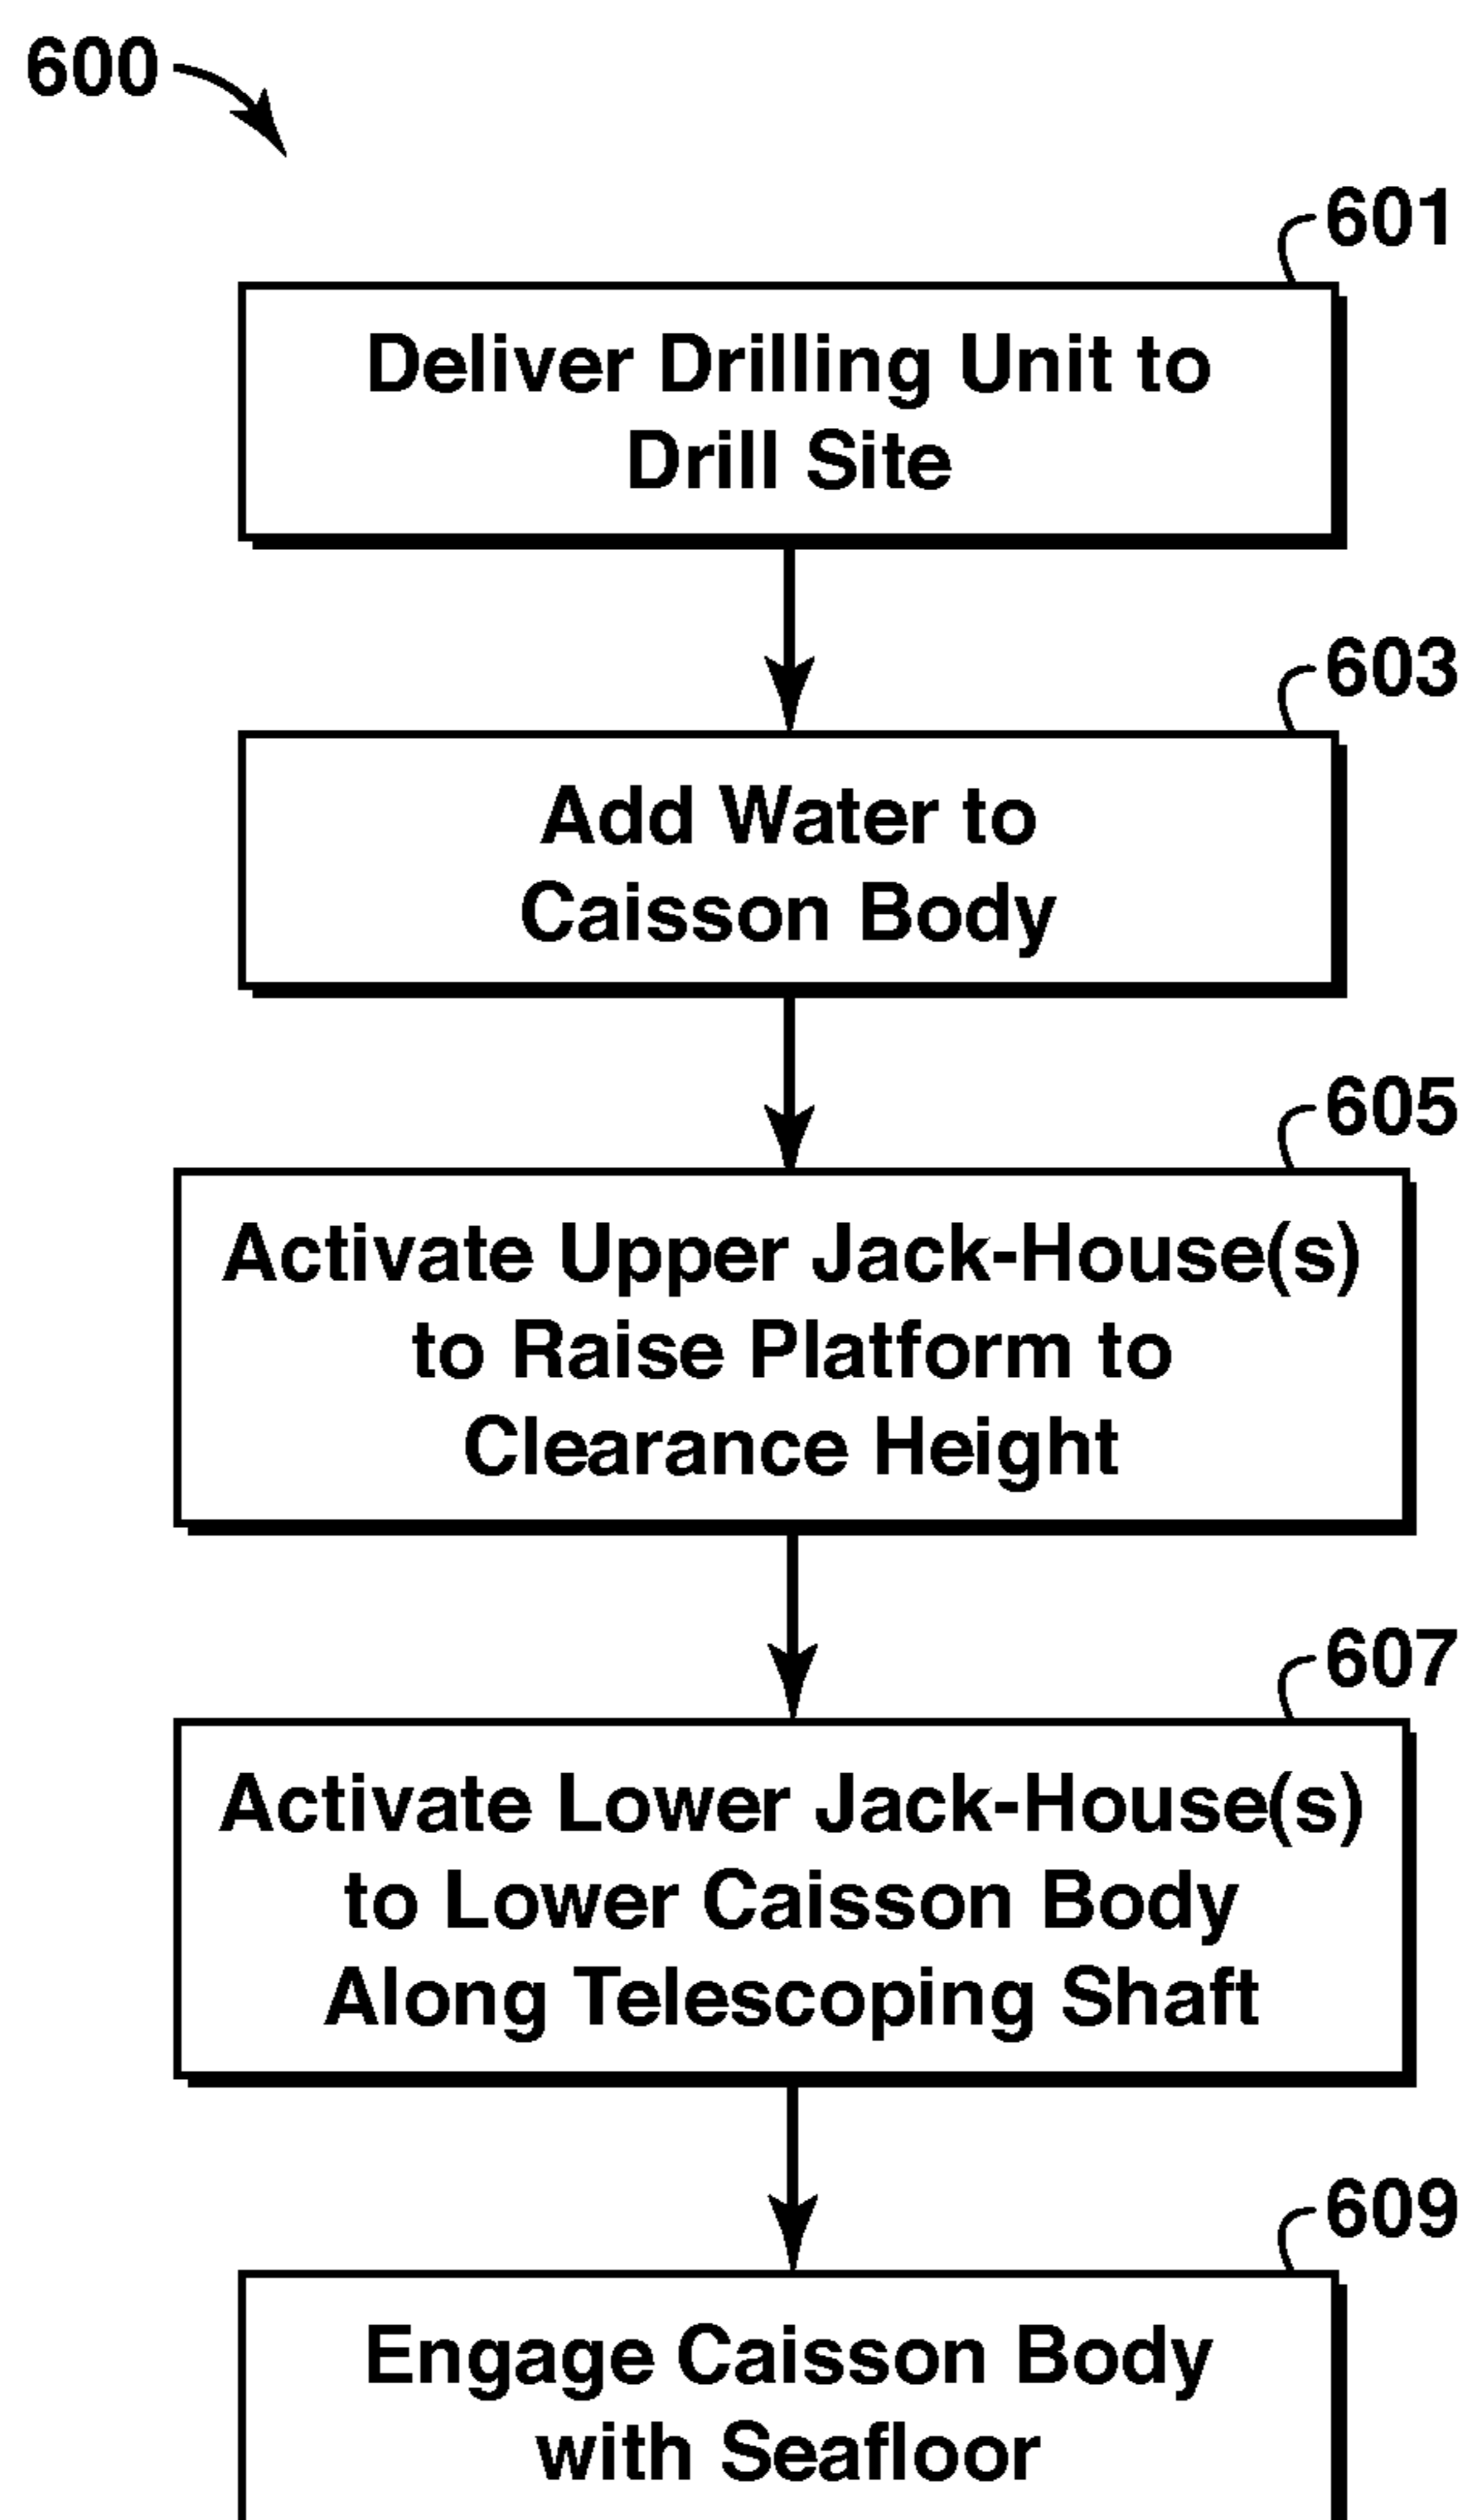 600
601
Deliver Drilling Unit to
Drill Site
603
Add Water to
Caisson Body
605
Activate Upper Jack-House(s)
to Raise Platform to
Clearance Height
607
Activate Lower Jack-House(s)
to Lower Caisson Body
Along Telescoping Shaft
609
Engage Caisson Body
with Seafloor